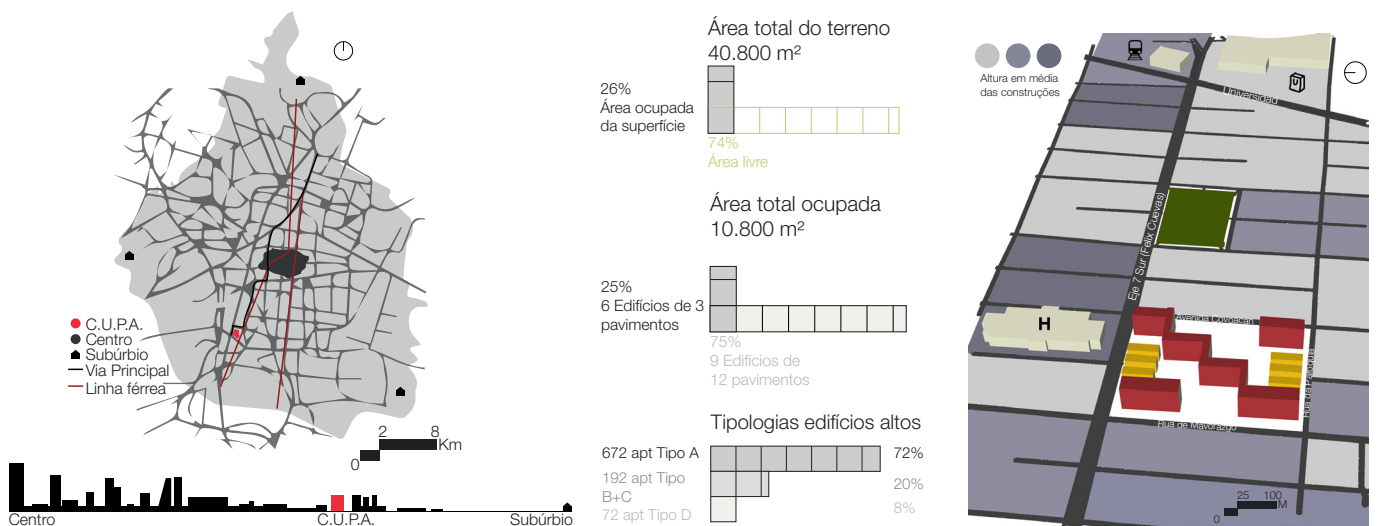 C.U.P.A.
Centro
Subúrbio
Via Principal
Linha férrea
2
8
Km
0
Centro
C.U.P.A.
Subúrbio
Área total do terreno
40.800 m²
26%
Área ocupada
da superfície
74%
Área livre
Área total ocupada
10.800 m²
25%
6 Edifícios de 3
pavimentos
75%
9 Edifícios de
12 pavimentos
Tipologias edifícios altos
672 apt Tipo A
72%
192 apt Tipo
B+C
20%
72 apt Tipo D
8%
Altura em média
das construções
Universidad
Eje 7 Sur (Felix Cuevas)
H
Avenida Coyoacan
Rua da Parroquia
Rua de Mayorazgo
25
100
M
0